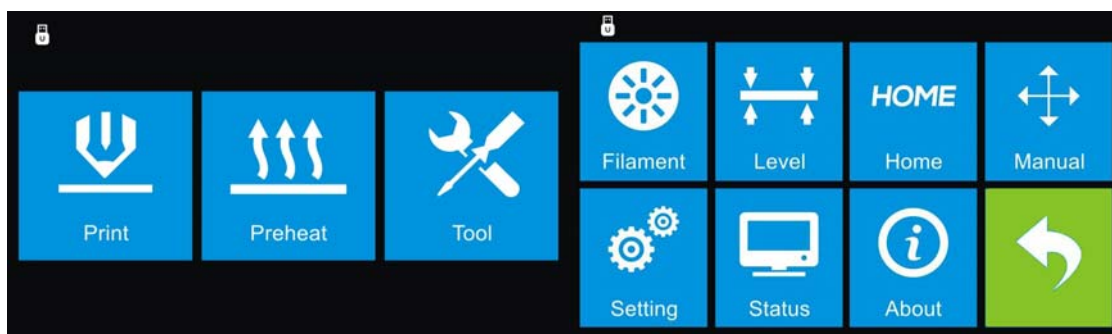 Print Preheat Tool
HOME
Filament Level Home Manual
Setting Status About